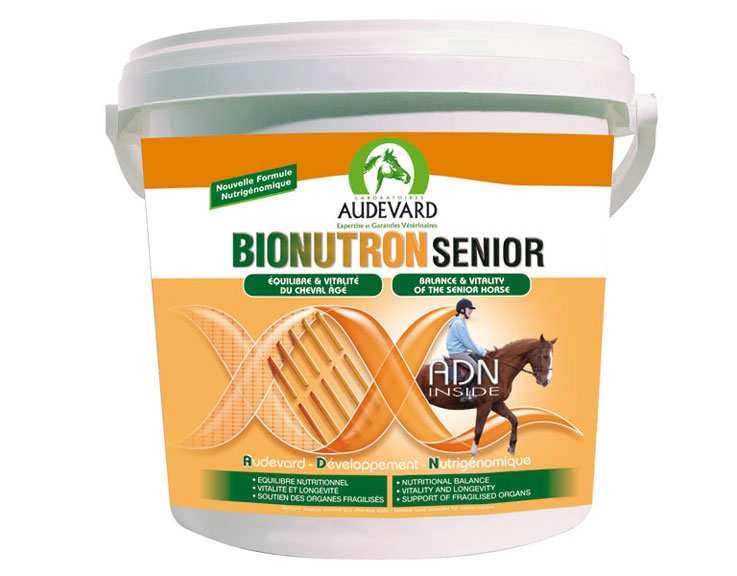 Nouvelle Formule
Nutrigénomique
LABORATOIRES
AUDEVARD
Expertise et Garanties Vétérinaires
BIONUTRON SENIOR
ÉQUILIBRE & VITALITÉ
DU CHEVAL ÂGÉ
BALANCE & VITALITY
OF THE SENIOR HORSE
ADN
INSIDE
Audevard - Développement - Nutrigénomique
• EQUILIBRE NUTRITIONNEL
• VITALITE ET LONGÉVITÉ
• SOUTIEN DES ORGANES FRAGILISÉS
• NUTRITIONAL BALANCE
• VITALITY AND LONGEVITY
• SUPPORT OF FRAGILISED ORGANS